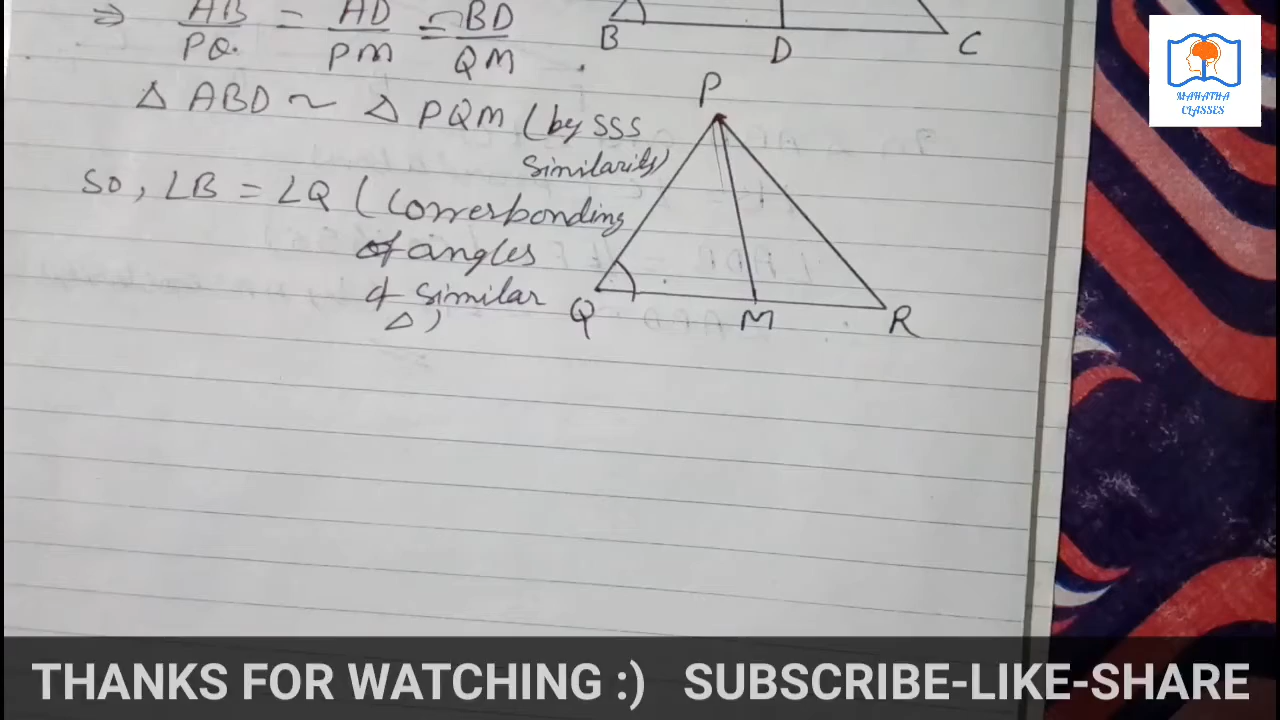 ⇒ AB/PQ. = AD/PM = BD/QM
B D C
△ ABD ~ △ PQM (by SSS
similarity)
P
SO, ∠B = ∠Q (Corresbonding
of angles
of similar
△)
Q M R
MAHATHA
CLASSES
THANKS FOR WATCHING :) SUBSCRIBE-LIKE-SHARE